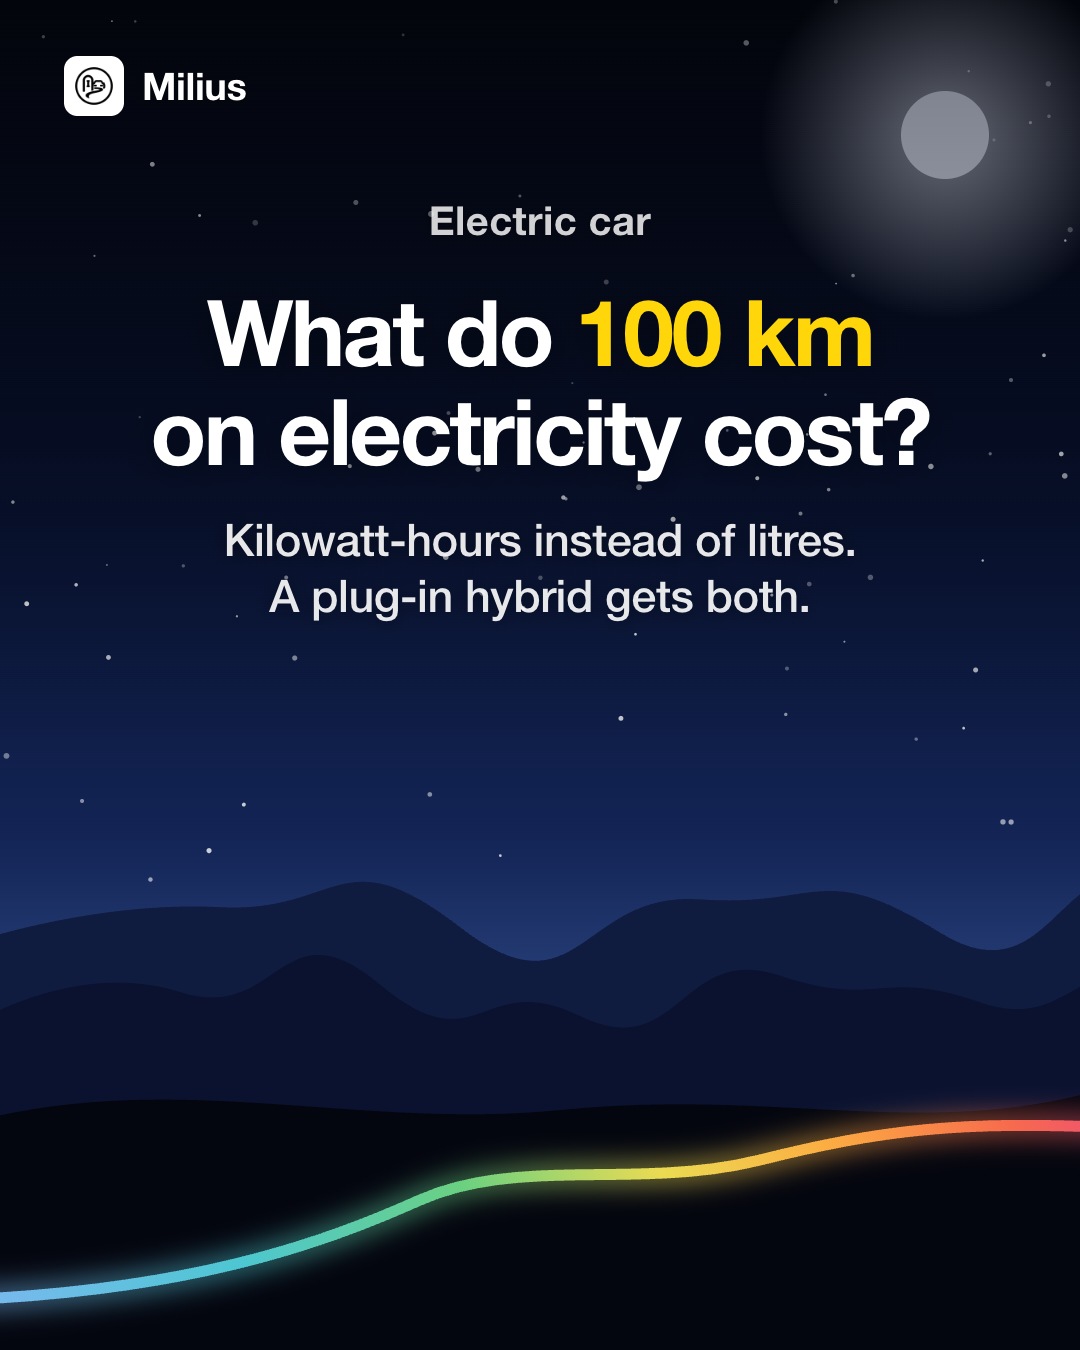 Milius
Electric car
What do 100 km
on electricity cost?
Kilowatt-hours instead of litres.
A plug-in hybrid gets both.